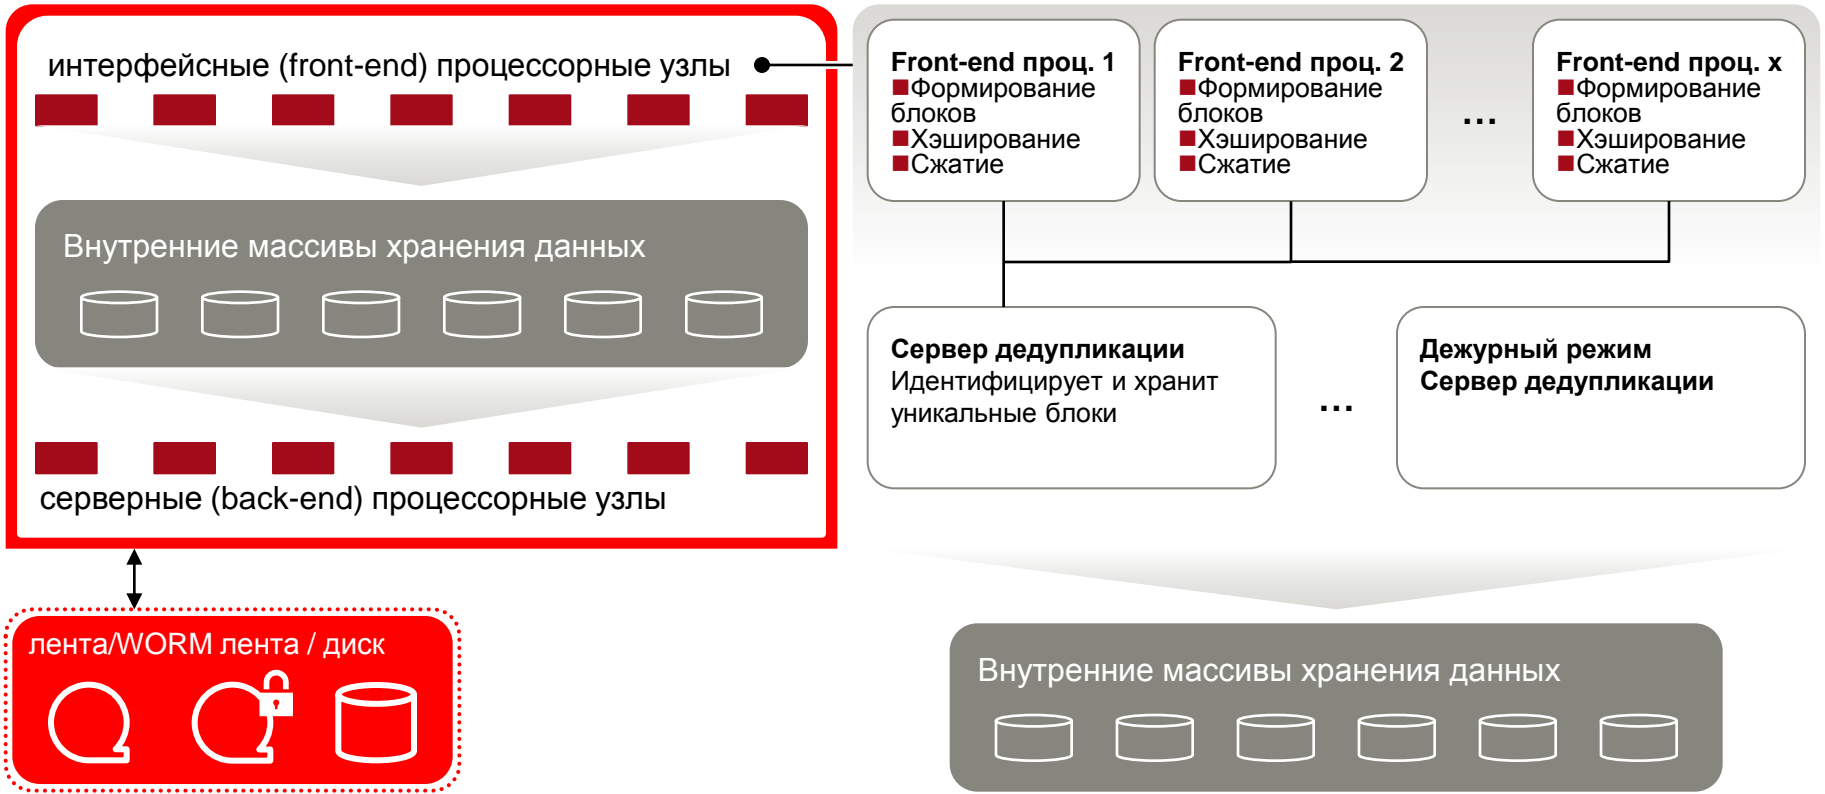 интерфейсные (front-end) процессорные узлы
Внутренние массивы хранения данных
серверные (back-end) процессорные узлы
лента/WORM лента / диск
Front-end проц. 1
Формирование
блоков
Хэширование
Сжатие
Front-end проц. 2
Формирование
блоков
Хэширование
Сжатие
...
Front-end проц. x
Формирование
блоков
Хэширование
Сжатие
Сервер дедупликации
Идентифицирует и хранит
уникальные блоки
...
Дежурный режим
Сервер дедупликации
Внутренние массивы хранения данных